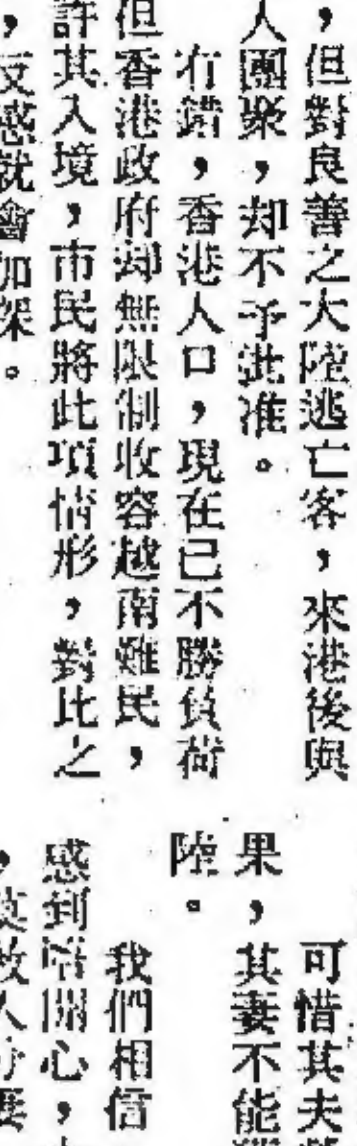 ，但對良善之大陸逃亡客，來港後與
人團聚，却不予批准。
冇錯，香港人口，現在已不勝負荷
但香港政府却無限制收容越南難民，
許其入境，市民將此項情形，對比之
，反感就會加深。
可惜其夫
果，其妻不能
陸。
我們相信
感到唔開心，